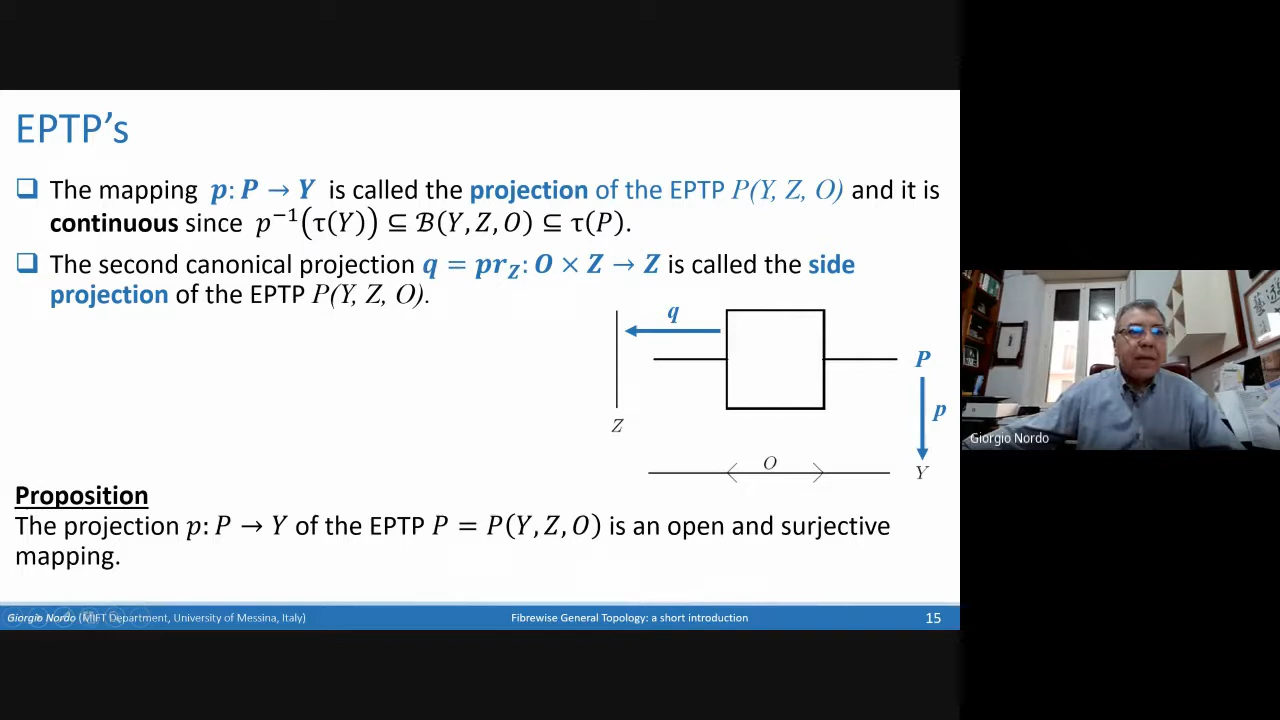 EPTP’s
❑ The mapping p: P → Y is called the projection of the EPTP P(Y, Z, O) and it is
continuous since p⁻¹(τ(Y)) ⊆ ℬ(Y, Z, O) ⊆ τ(P).
❑ The second canonical projection q = pr_Z: O × Z → Z is called the side
projection of the EPTP P(Y, Z, O).
q
P
p
Z
O
Y
Proposition
The projection p: P → Y of the EPTP P = P(Y, Z, O) is an open and surjective
mapping.
Giorgio Nordo (MIFT Department, University of Messina, Italy)
Fibrewise General Topology: a short introduction
15
Giorgio Nordo